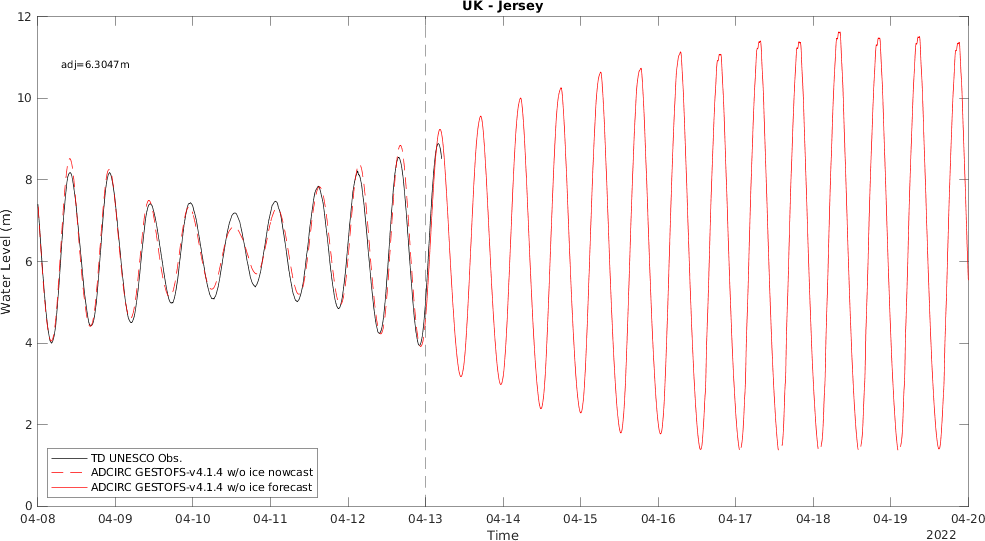 UK - Jersey
adj=6.3047m
12
10
8
6
4
2
0
Water Level (m)
TD UNESCO Obs.
ADCIRC GESTOFS-v4.1.4 w/o ice nowcast
ADCIRC GESTOFS-v4.1.4 w/o ice forecast
04-08 04-09 04-10 04-11 04-12 04-13 04-14 04-15 04-16 04-17 04-18 04-19 04-20
Time
2022